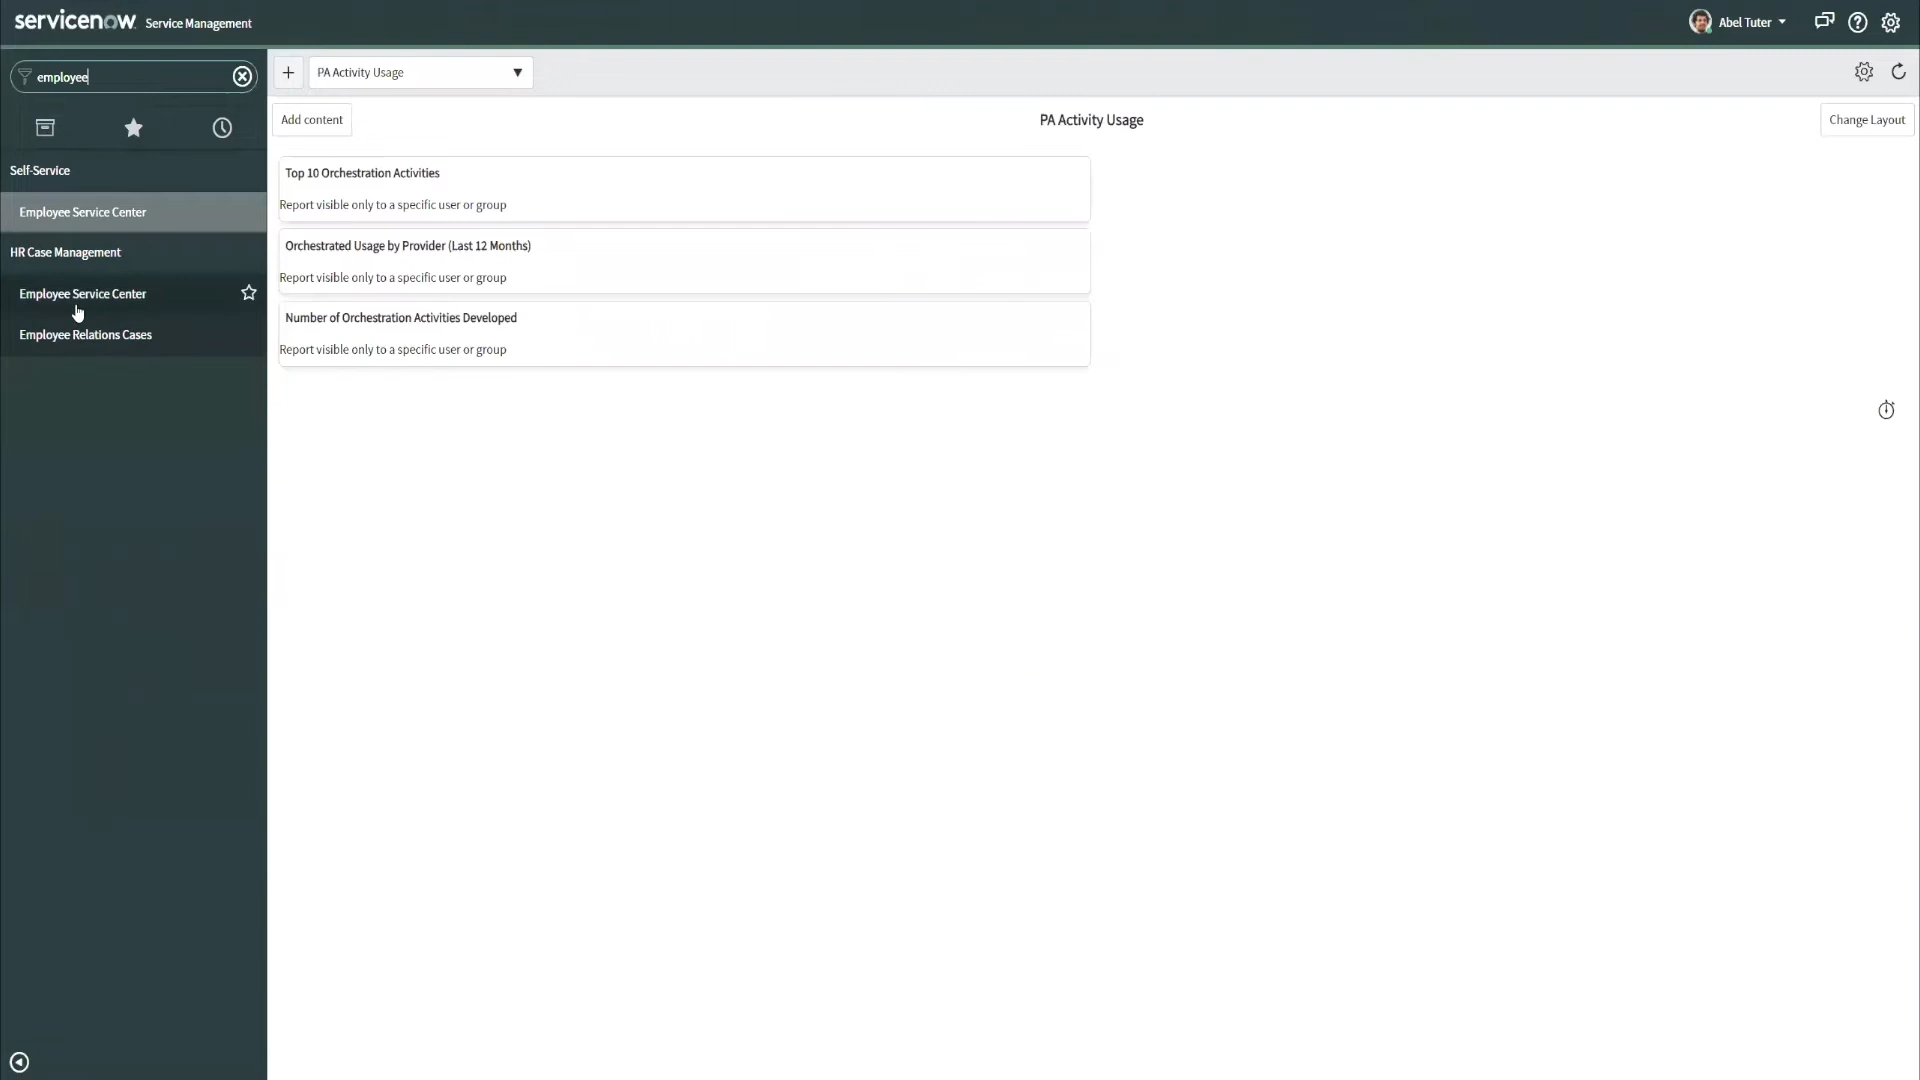 servicenow Service Management
Abel Tuter
employee
PA Activity Usage
Add content
PA Activity Usage
Change Layout
Self-Service
Employee Service Center
HR Case Management
Employee Service Center
Employee Relations Cases
Top 10 Orchestration Activities
Report visible only to a specific user or group
Orchestrated Usage by Provider (Last 12 Months)
Report visible only to a specific user or group
Number of Orchestration Activities Developed
Report visible only to a specific user or group